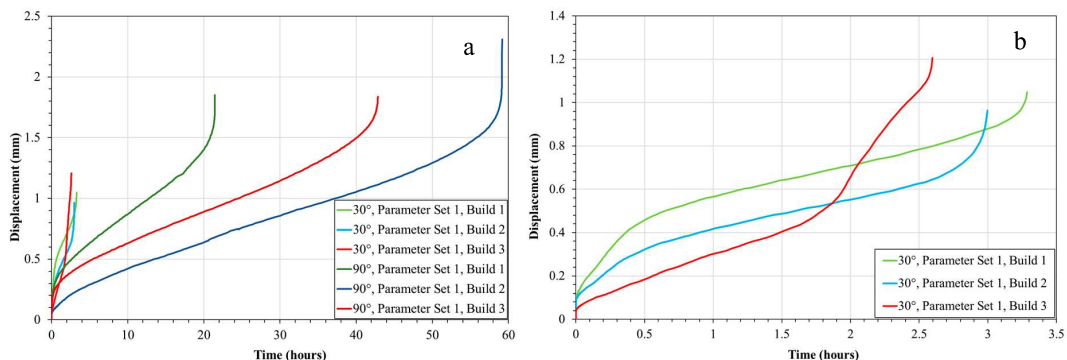 2.5
2
1.5
1
0.5
0
Displacement (mm)
a
30°, Parameter Set 1, Build 1
30°, Parameter Set 1, Build 2
30°, Parameter Set 1, Build 3
90°, Parameter Set 1, Build 1
90°, Parameter Set 1, Build 2
90°, Parameter Set 1, Build 3
0 10 20 30 40 50 60
Time (hours)
1.4
1.2
1
0.8
0.6
0.4
0.2
0
Displacement (mm)
b
30°, Parameter Set 1, Build 1
30°, Parameter Set 1, Build 2
30°, Parameter Set 1, Build 3
0 0.5 1 1.5 2 2.5 3 3.5
Time (hours)